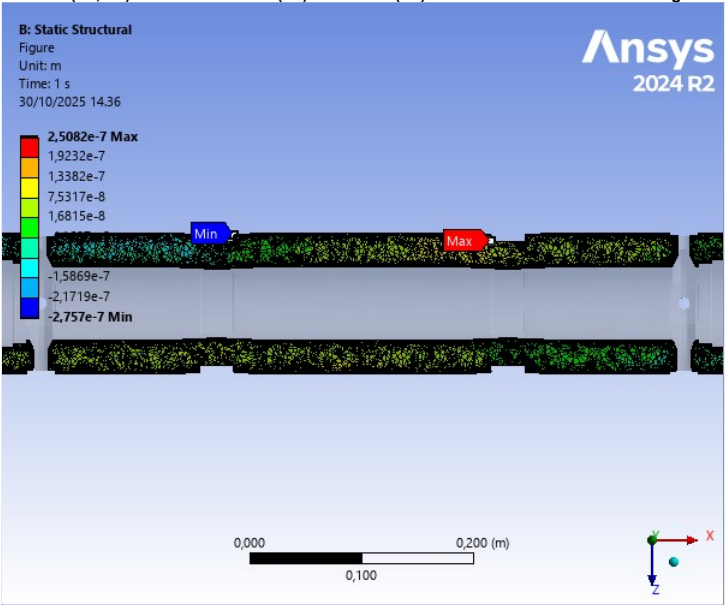 B: Static Structural
Figure
Unit: m
Time: 1 s
30/10/2025 14.36
Ansys
2024 R2
2,5082e-7 Max
1,9232e-7
1,3382e-7
7,5317e-8
1,6815e-8
-1,5869e-7
-2,1719e-7
-2,757e-7 Min
Min
Max
0,000
0,200 (m)
0,100
Y
X
Z